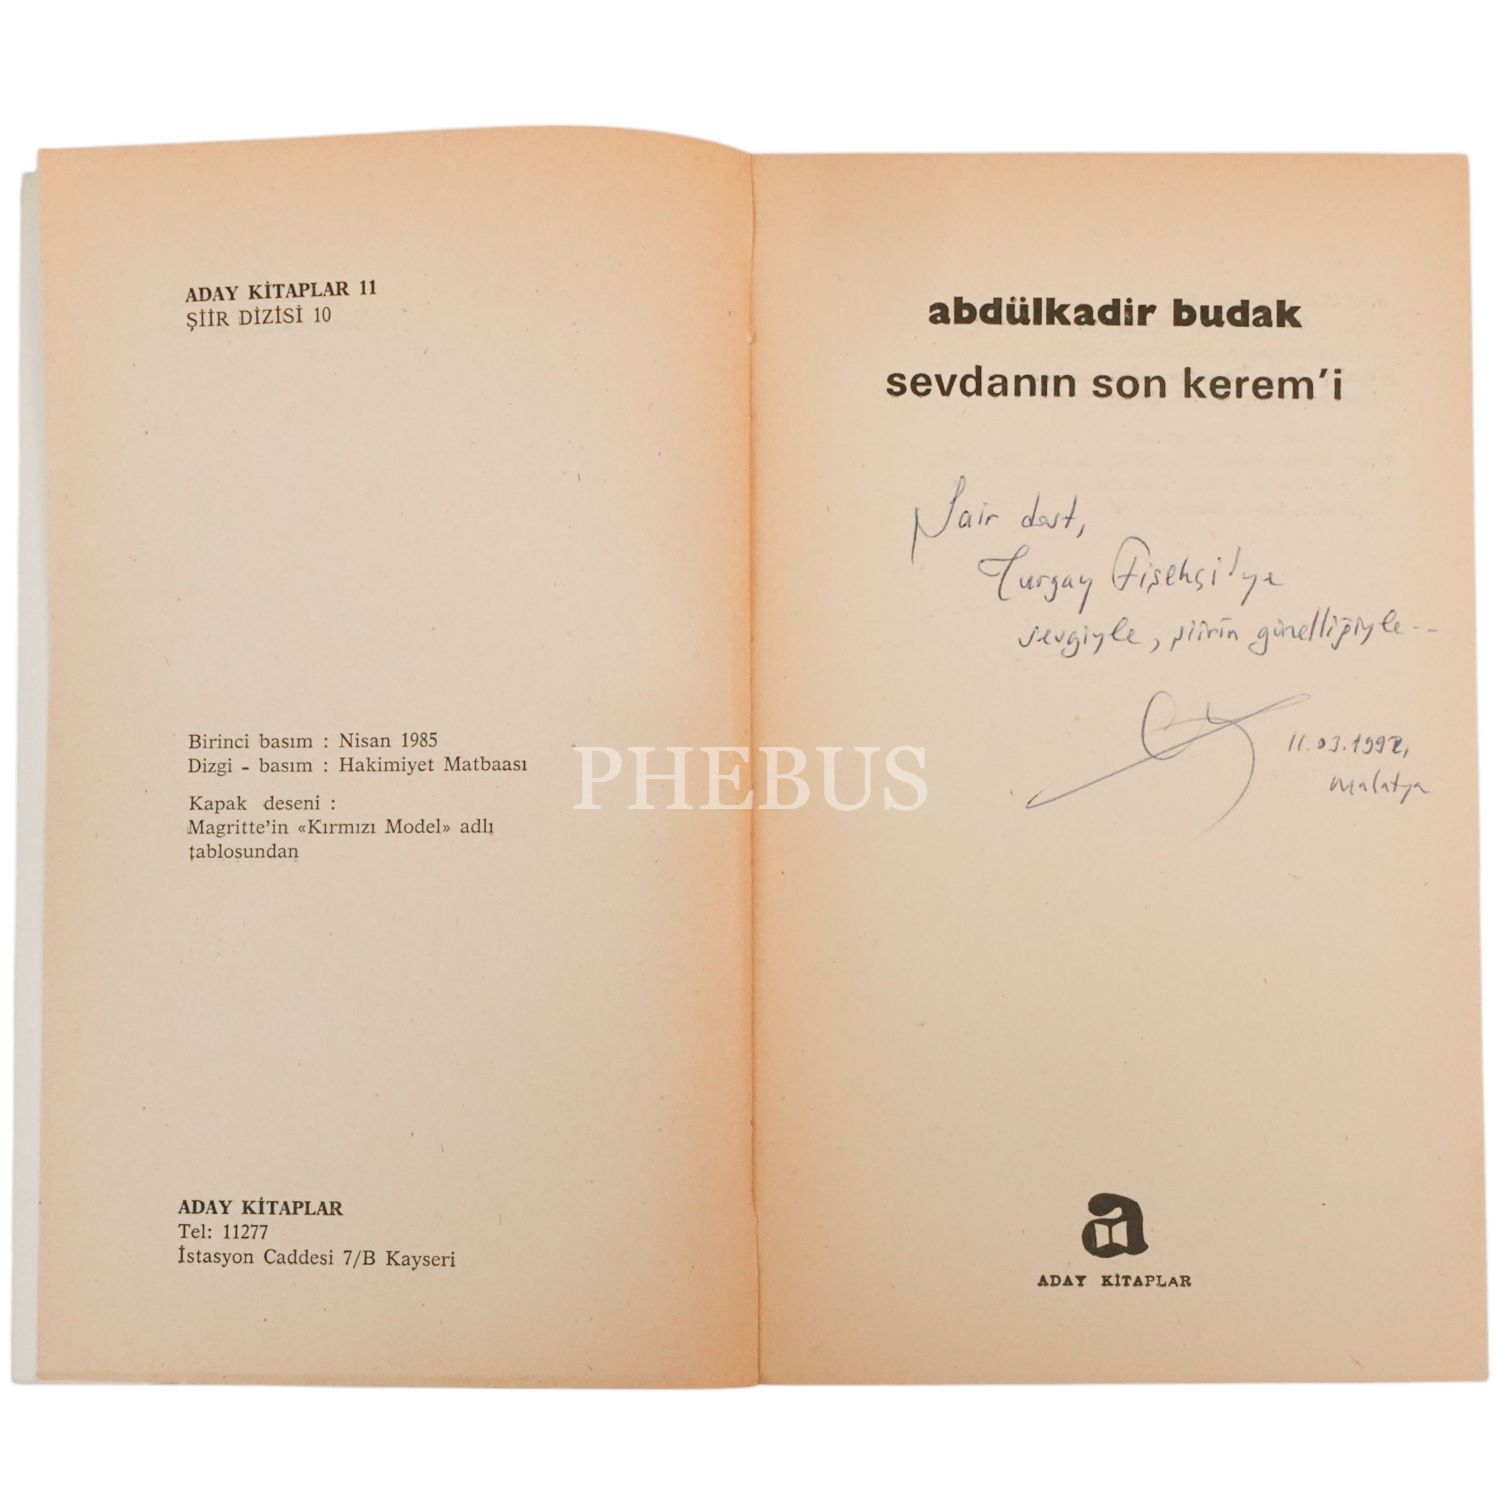 ADAY KİTAPLAR 11
ŞİİR DİZİSİ 10
Birinci basım : Nisan 1985
Dizgi - basım : Hakimiyet Matbaası
Kapak deseni :
Magritte'in «Kırmızı Model» adlı
tablosundan
ADAY KİTAPLAR
Tel: 11277
İstasyon Caddesi 7/B Kayseri
PHEBUS
abdülkadir budak
sevdanın son kerem'i
Şair dost,
Turgay Fişekçi'ye
sevgiyle, şiirin güzelliğiyle--
11.03.1992,
Malatya
a
ADAY KİTAPLAR